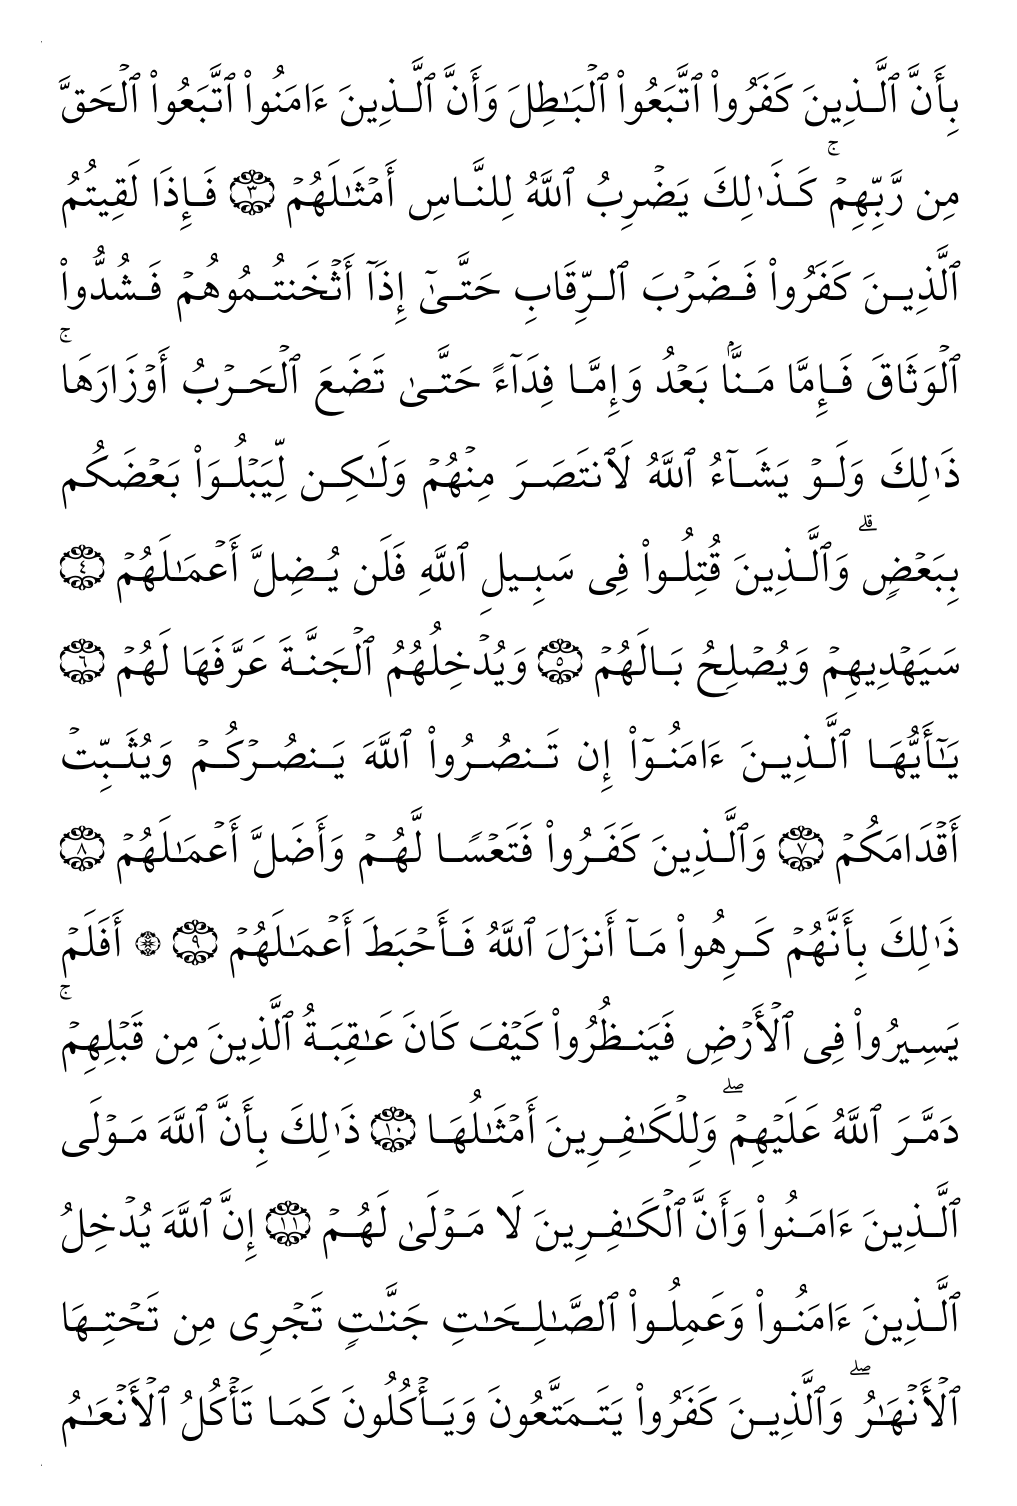 بِأَنَّ ٱلَّذِينَ كَفَرُوا۟ ٱتَّبَعُوا۟ ٱلْبَـٰطِلَ وَأَنَّ ٱلَّذِينَ ءَامَنُوا۟ ٱتَّبَعُوا۟ ٱلْحَقَّ
مِن رَّبِّهِمْ ۚ كَذَٰلِكَ يَضْرِبُ ٱللَّهُ لِلنَّاسِ أَمْثَـٰلَهُمْ ﴿٣﴾ فَإِذَا لَقِيتُمُ
ٱلَّذِينَ كَفَرُوا۟ فَضَرْبَ ٱلرِّقَابِ حَتَّىٰٓ إِذَآ أَثْخَنتُمُوهُمْ فَشُدُّوا۟
ٱلْوَثَاقَ فَإِمَّا مَنًّۢا بَعْدُ وَإِمَّا فِدَآءً حَتَّىٰ تَضَعَ ٱلْحَرْبُ أَوْزَارَهَا ۚ
ذَٰلِكَ وَلَوْ يَشَآءُ ٱللَّهُ لَٱنتَصَرَ مِنْهُمْ وَلَـٰكِن لِّيَبْلُوَا۟ بَعْضَكُم
بِبَعْضٍ ۗ وَٱلَّذِينَ قُتِلُوا۟ فِى سَبِيلِ ٱللَّهِ فَلَن يُضِلَّ أَعْمَـٰلَهُمْ ﴿٤﴾
سَيَهْدِيهِمْ وَيُصْلِحُ بَالَهُمْ ﴿٥﴾ وَيُدْخِلُهُمُ ٱلْجَنَّةَ عَرَّفَهَا لَهُمْ ﴿٦﴾
يَـٰٓأَيُّهَا ٱلَّذِينَ ءَامَنُوٓا۟ إِن تَنصُرُوا۟ ٱللَّهَ يَنصُرْكُمْ وَيُثَبِّتْ
أَقْدَامَكُمْ ﴿٧﴾ وَٱلَّذِينَ كَفَرُوا۟ فَتَعْسًا لَّهُمْ وَأَضَلَّ أَعْمَـٰلَهُمْ ﴿٨﴾
ذَٰلِكَ بِأَنَّهُمْ كَرِهُوا۟ مَآ أَنزَلَ ٱللَّهُ فَأَحْبَطَ أَعْمَـٰلَهُمْ ﴿٩﴾ ۞ أَفَلَمْ
يَسِيرُوا۟ فِى ٱلْأَرْضِ فَيَنظُرُوا۟ كَيْفَ كَانَ عَـٰقِبَةُ ٱلَّذِينَ مِن قَبْلِهِمْ ۚ
دَمَّرَ ٱللَّهُ عَلَيْهِمْ ۖ وَلِلْكَـٰفِرِينَ أَمْثَـٰلُهَا ﴿١٠﴾ ذَٰلِكَ بِأَنَّ ٱللَّهَ مَوْلَى
ٱلَّذِينَ ءَامَنُوا۟ وَأَنَّ ٱلْكَـٰفِرِينَ لَا مَوْلَىٰ لَهُمْ ﴿١١﴾ إِنَّ ٱللَّهَ يُدْخِلُ
ٱلَّذِينَ ءَامَنُوا۟ وَعَمِلُوا۟ ٱلصَّـٰلِحَـٰتِ جَنَّـٰتٍ تَجْرِى مِن تَحْتِهَا
ٱلْأَنْهَـٰرُ ۖ وَٱلَّذِينَ كَفَرُوا۟ يَتَمَتَّعُونَ وَيَأْكُلُونَ كَمَا تَأْكُلُ ٱلْأَنْعَـٰمُ